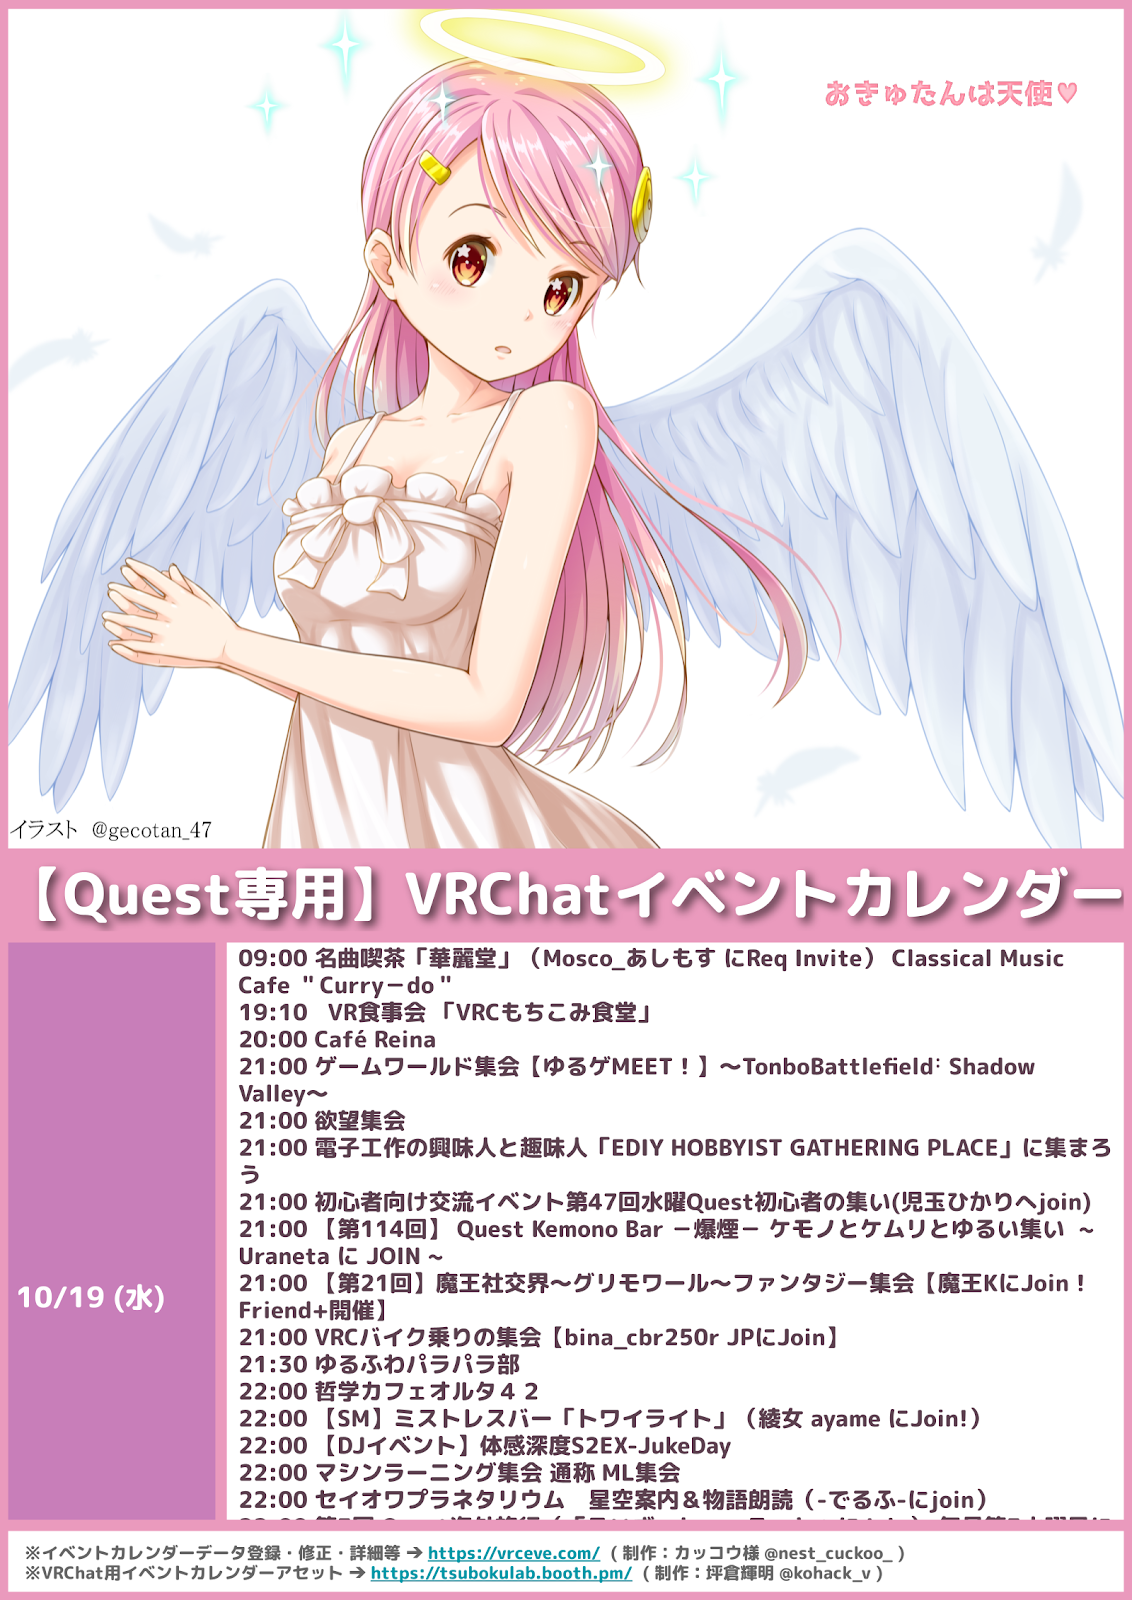 おきゅたんは天使♥
イラスト @gecotan_47
【Quest専用】VRChatイベントカレンダー
10/19 (水)
09:00 名曲喫茶「華麗堂」（Mosco_あしもす にReq Invite） Classical Music
Cafe ＂Curry－do＂
19:10　VR食事会 「VRCもちこみ食堂」
20:00 Café Reina
21:00 ゲームワールド集会【ゆるゲMEET！】～TonboBattlefield: Shadow
Valley～
21:00 欲望集会
21:00 電子工作の興味人と趣味人「EDIY HOBBYIST GATHERING PLACE」に集まろ
う
21:00 初心者向け交流イベント第47回水曜Quest初心者の集い(児玉ひかりへjoin)
21:00 【第114回】 Quest Kemono Bar －爆煙－ ケモノとケムリとゆるい集い ~
Uraneta に JOIN ~
21:00 【第21回】魔王社交界～グリモワール～ファンタジー集会【魔王KにJoin！
Friend+開催】
21:00 VRCバイク乗りの集会【bina_cbr250r JPにJoin】
21:30 ゆるふわパラパラ部
22:00 哲学カフェオルタ４２
22:00 【SM】ミストレスバー「トワイライト」（綾女 ayame にJoin!）
22:00 【DJイベント】体感深度S2EX-JukeDay
22:00 マシンラーニング集会 通称 ML集会
22:00 セイオワプラネタリウム　星空案内＆物語朗読（-でるふ-にjoin）
※イベントカレンダーデータ登録・修正・詳細等 ➔ https://vrceve.com/ ( 制作：カッコウ様 @nest_cuckoo_ )
※VRChat用イベントカレンダーアセット ➔ https://tsubokulab.booth.pm/ ( 制作：坪倉輝明 @kohack_v )